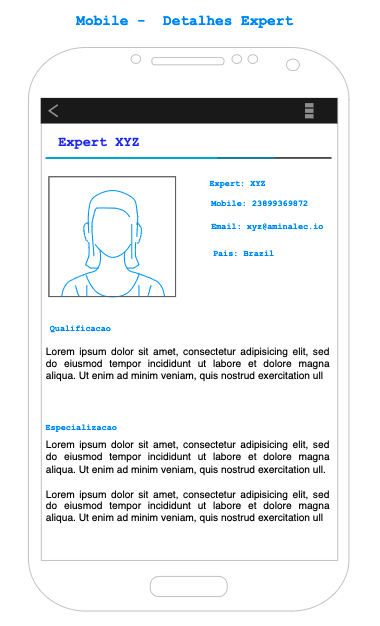 Mobile -  Detalhes Expert
Expert XYZ
Expert: XYZ
Mobile: 23899369872
Email: xyz@aminalec.io
Pais: Brazil
Qualificacao
Lorem ipsum dolor sit amet, consectetur adipisicing elit, sed
do eiusmod tempor incididunt ut labore et dolore magna
aliqua. Ut enim ad minim veniam, quis nostrud exercitation ull
Especializacao
Lorem ipsum dolor sit amet, consectetur adipisicing elit, sed
do eiusmod tempor incididunt ut labore et dolore magna
aliqua. Ut enim ad minim veniam, quis nostrud exercitation ull.
Lorem ipsum dolor sit amet, consectetur adipisicing elit, sed
do eiusmod tempor incididunt ut labore et dolore magna
aliqua. Ut enim ad minim veniam, quis nostrud exercitation ull